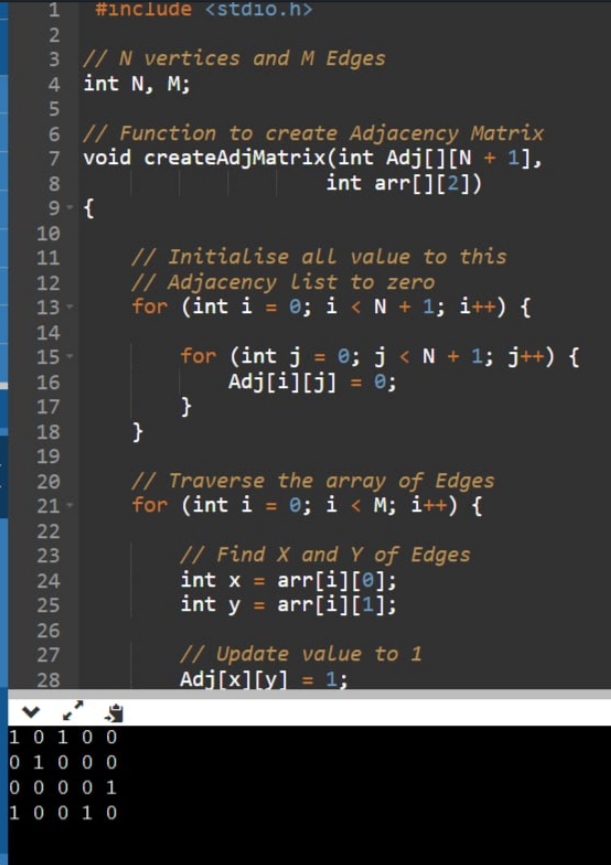 1 #include <stdio.h>
2
3 // N vertices and M Edges
4 int N, M;
5
6 // Function to create Adjacency Matrix
7 void createAdjMatrix(int Adj[][N + 1],
8 int arr[][2])
9 {
10
11 // Initialise all value to this
12 // Adjacency list to zero
13 for (int i = 0; i < N + 1; i++) {
14
15 for (int j = 0; j < N + 1; j++) {
16 Adj[i][j] = 0;
17 }
18 }
19
20 // Traverse the array of Edges
21 for (int i = 0; i < M; i++) {
22
23 // Find X and Y of Edges
24 int x = arr[i][0];
25 int y = arr[i][1];
26
27 // Update value to 1
28 Adj[x][y] = 1;
1 0 1 0 0
0 1 0 0 0
0 0 0 0 1
1 0 0 1 0